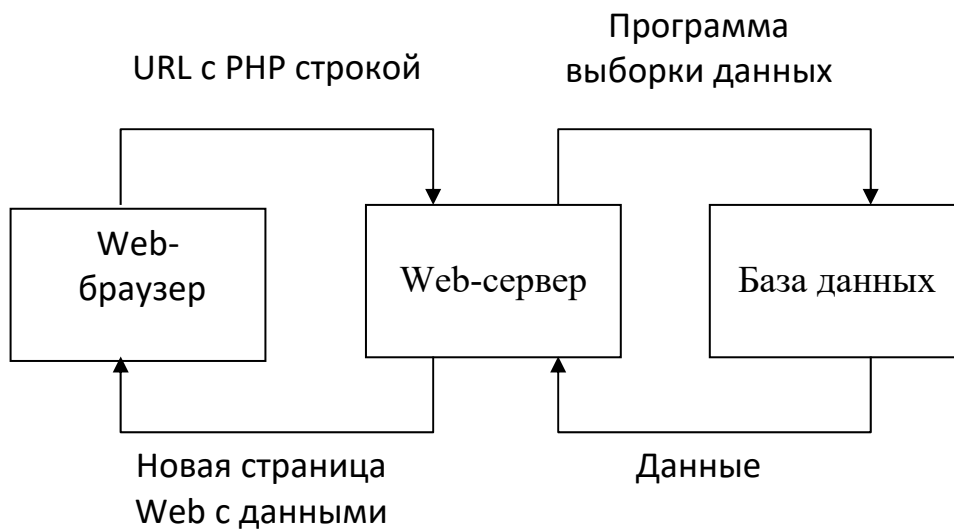 Программа
выборки данных
URL с PHP строкой
Web-
браузер
Web-сервер
База данных
Новая страница
Web с данными
Данные